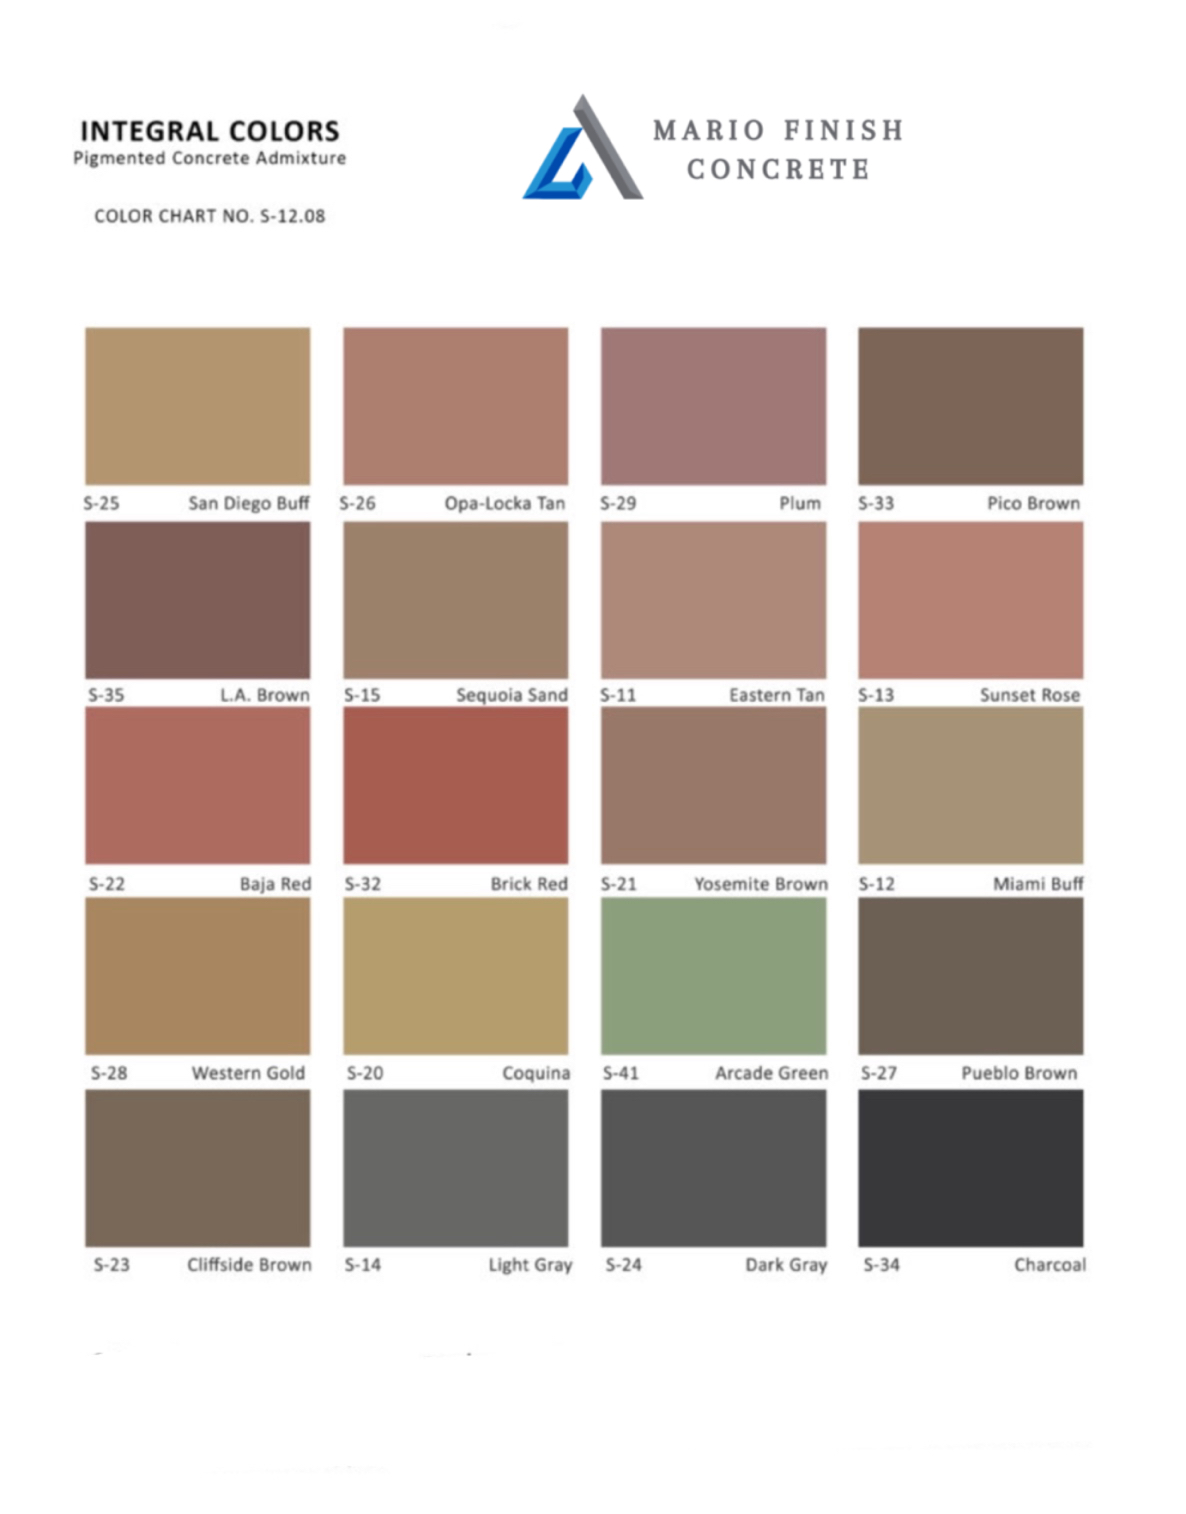 INTEGRAL COLORS
Pigmented Concrete Admixture
COLOR CHART NO. S-12.08
MARIO FINISH
CONCRETE
S-25 San Diego Buff S-26 Opa-Locka Tan S-29 Plum S-33 Pico Brown
S-35 L.A. Brown S-15 Sequoia Sand S-11 Eastern Tan S-13 Sunset Rose
S-22 Baja Red S-32 Brick Red S-21 Yosemite Brown S-12 Miami Buff
S-28 Western Gold S-20 Coquina S-41 Arcade Green S-27 Pueblo Brown
S-23 Cliffside Brown S-14 Light Gray S-24 Dark Gray S-34 Charcoal